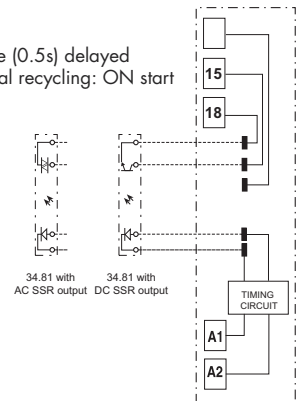 e (0.5s) delayed
al recycling: ON start
15
18
34.81 with
AC SSR output
34.81 with
DC SSR output
TIMING
CIRCUIT
A1
A2